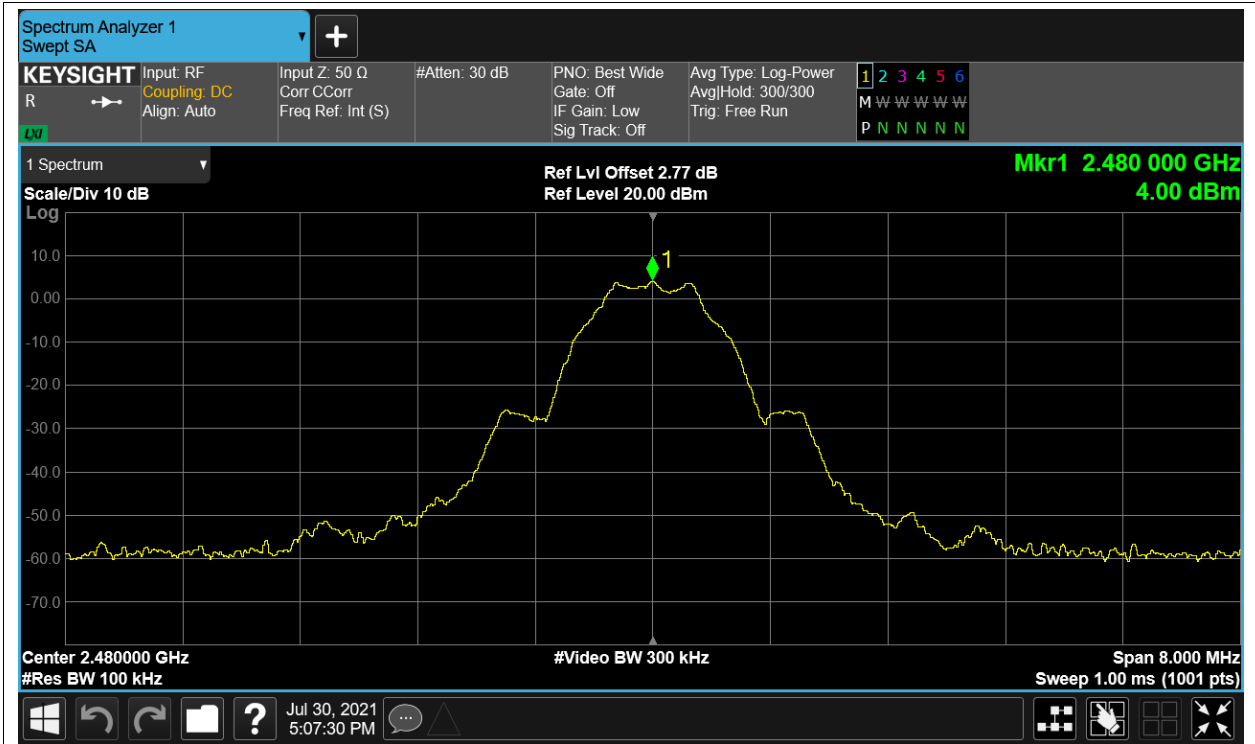 Spectrum Analyzer 1
Swept SA
KEYSIGHT
R
LXI
Input: RF
Coupling: DC
Align: Auto
Input Z: 50 Ω
Corr CCorr
Freq Ref: Int (S)
#Atten: 30 dB
PNO: Best Wide
Gate: Off
IF Gain: Low
Sig Track: Off
Avg Type: Log-Power
Avg|Hold: 300/300
Trig: Free Run
1 2 3 4 5 6
M W W W W W
P N N N N N
1 Spectrum
Scale/Div 10 dB
Log
Ref Lvl Offset 2.77 dB
Ref Level 20.00 dBm
Mkr1 2.480 000 GHz
4.00 dBm
1
10.0
0.00
-10.0
-20.0
-30.0
-40.0
-50.0
-60.0
-70.0
Center 2.480000 GHz
#Res BW 100 kHz
#Video BW 300 kHz
Span 8.000 MHz
Sweep 1.00 ms (1001 pts)
?
Jul 30, 2021
5:07:30 PM